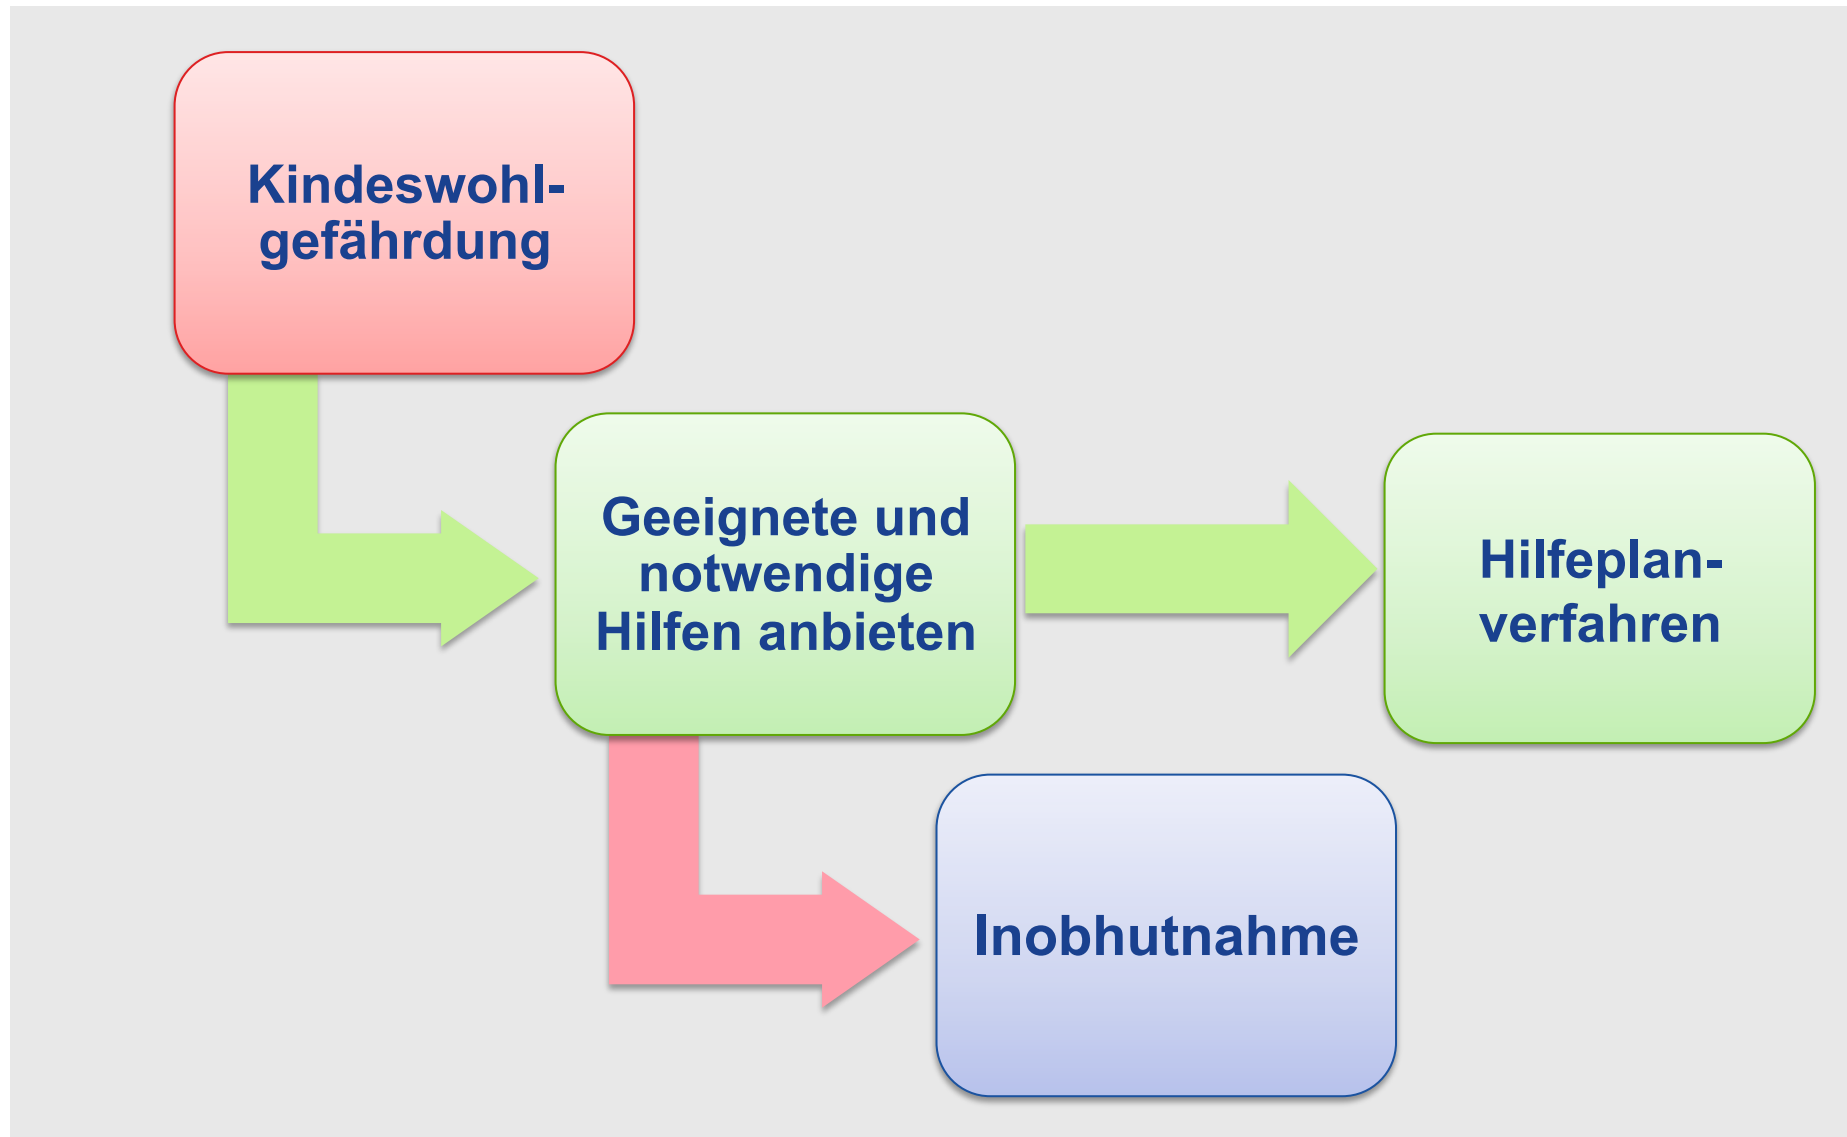 Kindeswohl-
gefährdung
Geeignete und
notwendige
Hilfen anbieten
Hilfeplan-
verfahren
Inobhutnahme